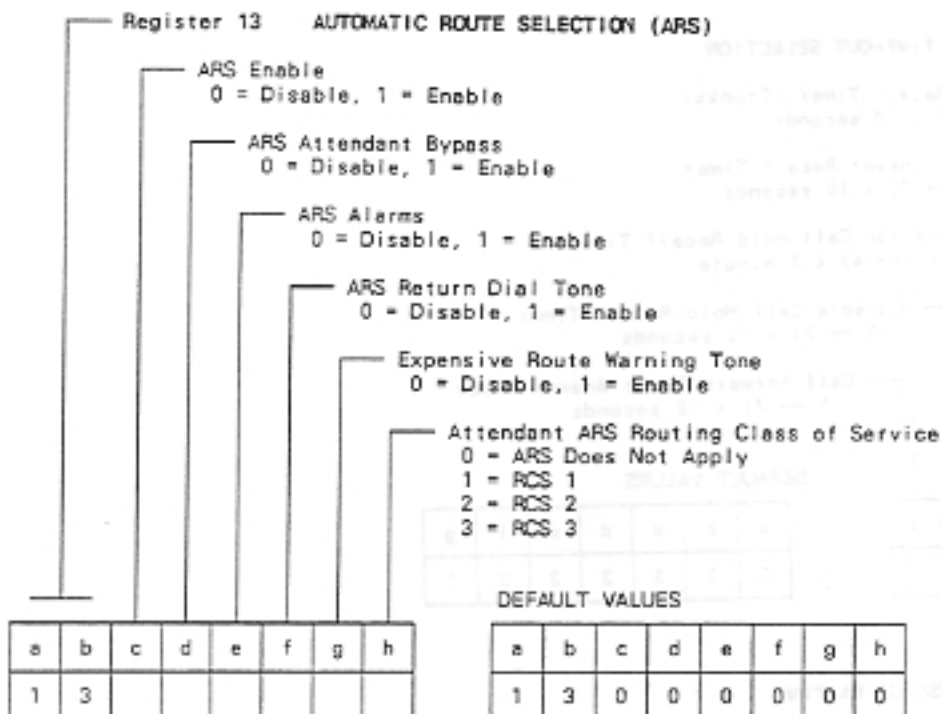 Register 13 AUTOMATIC ROUTE SELECTION (ARS)
ARS Enable
0 = Disable, 1 = Enable
ARS Attendant Bypass
0 = Disable, 1 = Enable
ARS Alarms
0 = Disable, 1 = Enable
ARS Return Dial Tone
0 = Disable, 1 = Enable
Expensive Route Warning Tone
0 = Disable, 1 = Enable
Attendant ARS Routing Class of Service
0 = ARS Does Not Apply
1 = RCS 1
2 = RCS 2
3 = RCS 3
DEFAULT VALUES
a b c d e f g h a b c d e f g h
1 3 1 3 0 0 0 0 0 0